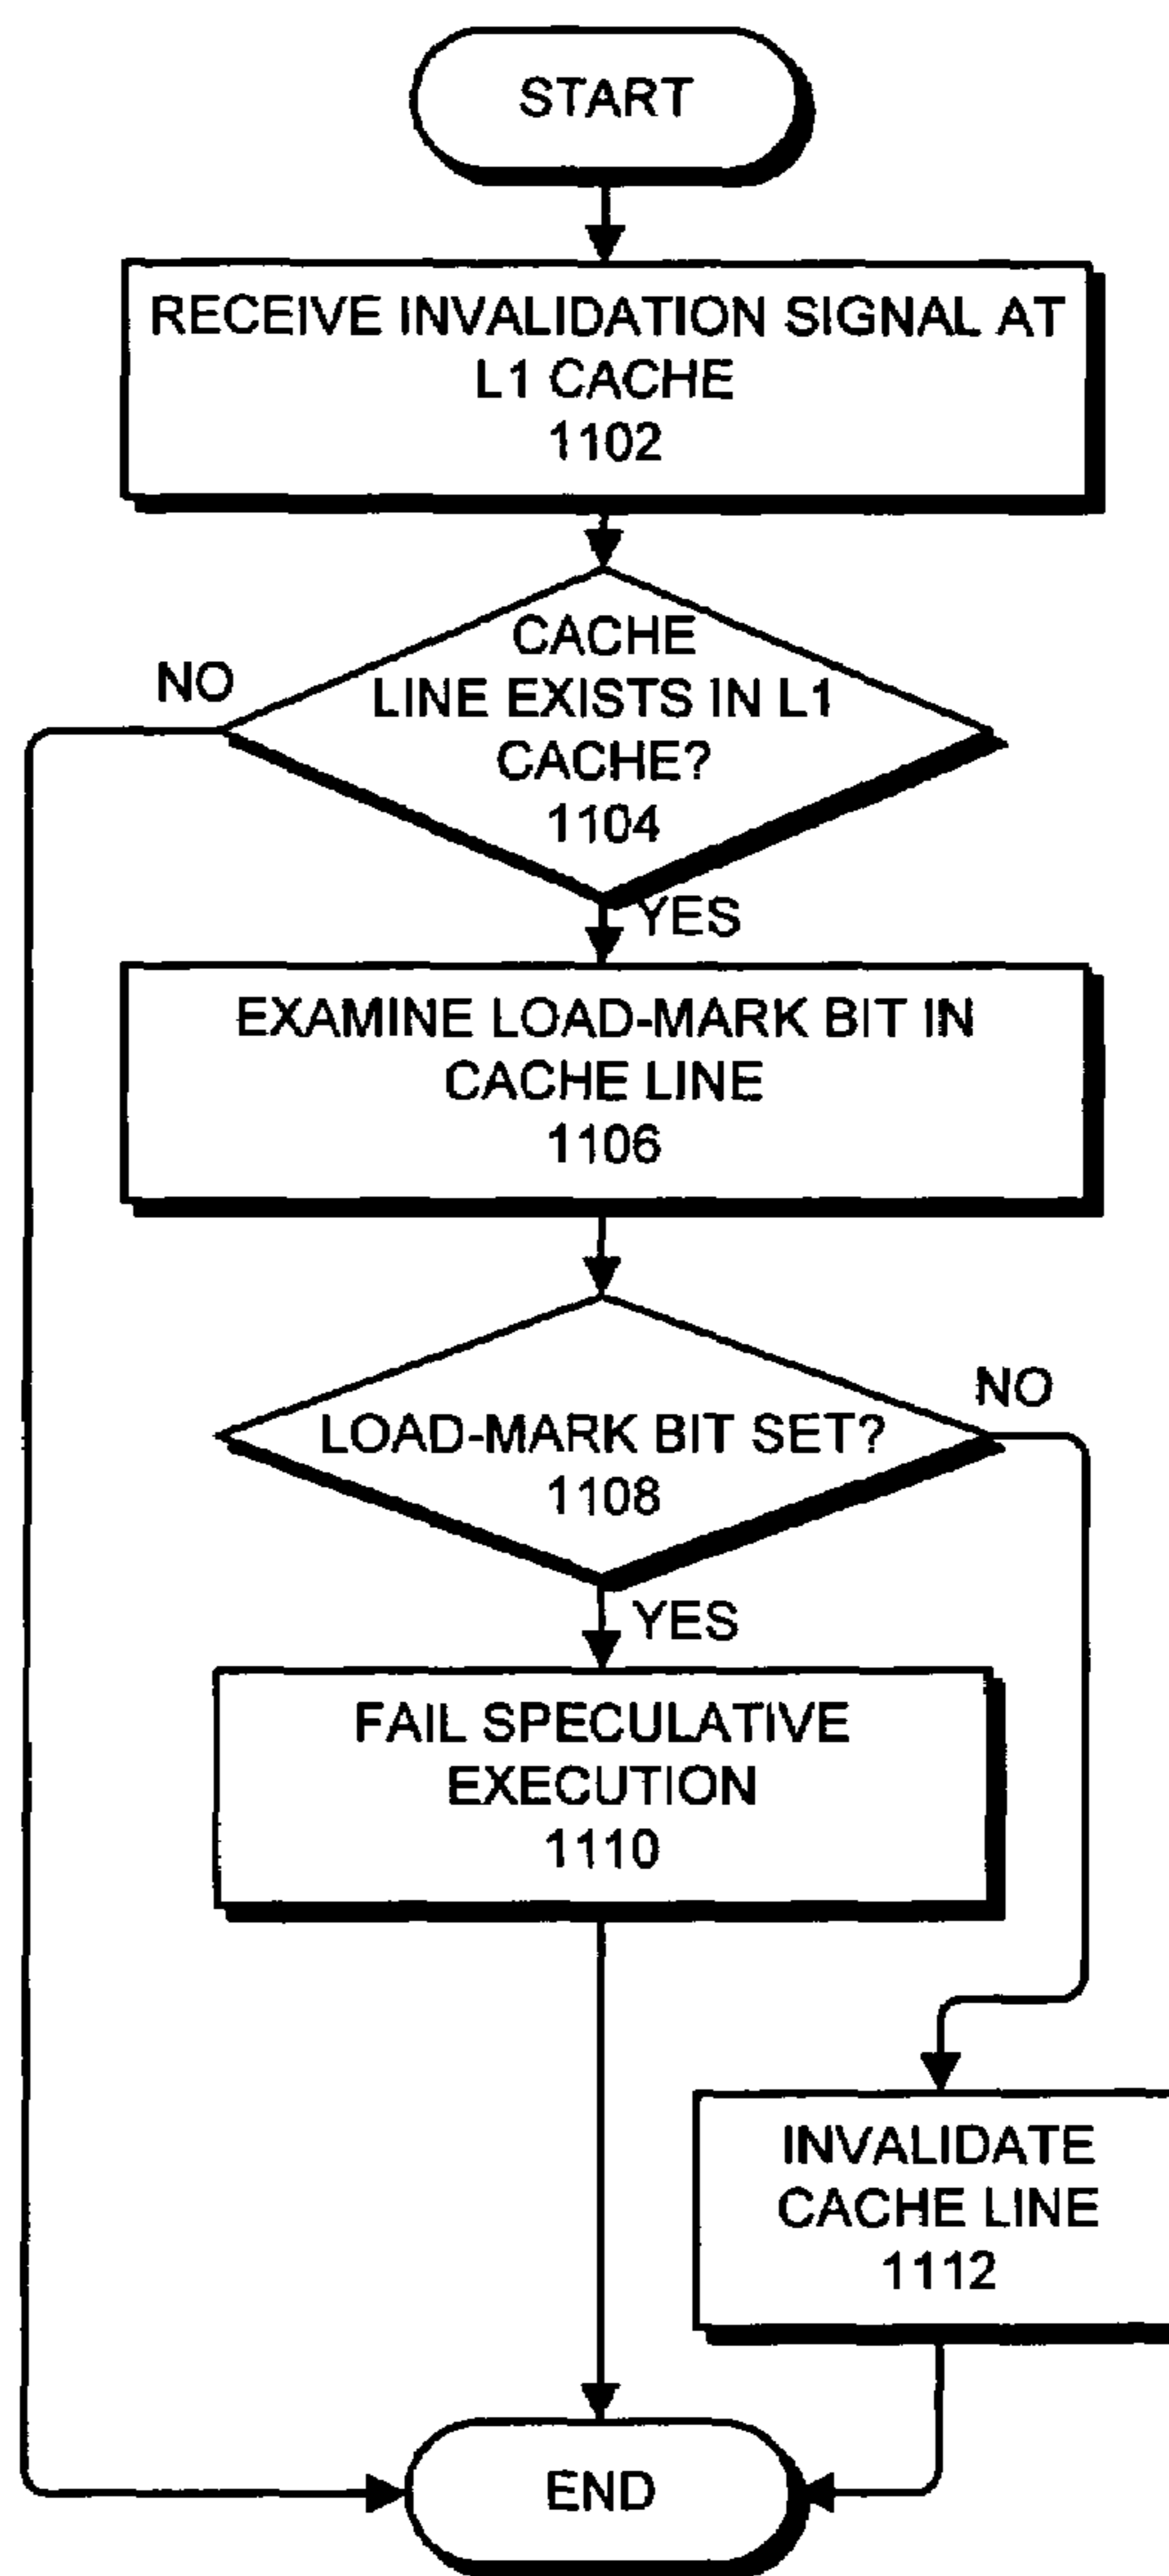 START
RECEIVE INVALIDATION SIGNAL AT
L1 CACHE
1102
CACHE
LINE EXISTS IN L1
CACHE?
1104
NO
YES
EXAMINE LOAD-MARK BIT IN
CACHE LINE
1106
LOAD-MARK BIT SET?
1108
NO
YES
FAIL SPECULATIVE
EXECUTION
1110
INVALIDATE
CACHE LINE
1112
END